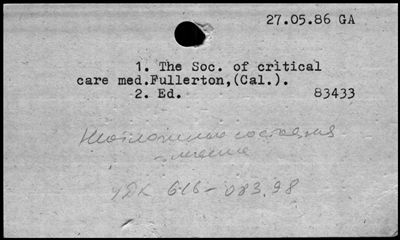 27.05.86 GA
1. The Soc. of critical
care med.Fullerton,(Cal.).
2. Ed. 83433
Неотложные состояния
УДК 616-083.98